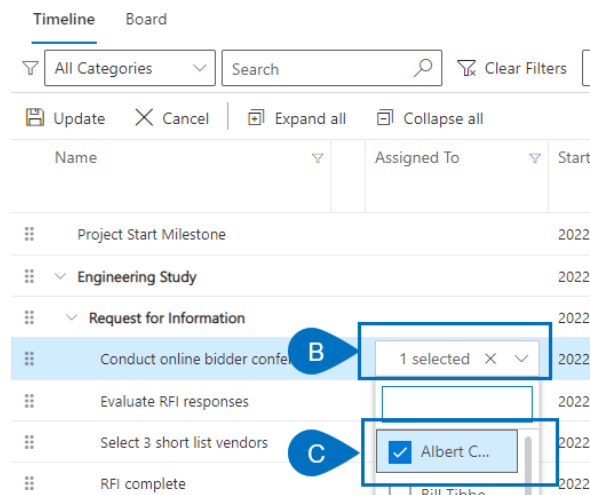 Timeline Board
All Categories Search Clear Filters
Update Cancel Expand all Collapse all
Name Assigned To Start
Project Start Milestone 2022
Engineering Study 2022
Request for Information 2022
B
Conduct online bidder confe 1 selected 2022
Evaluate RFI responses 2022
Select 3 short list vendors C Albert C... 2022
RFI complete 2022